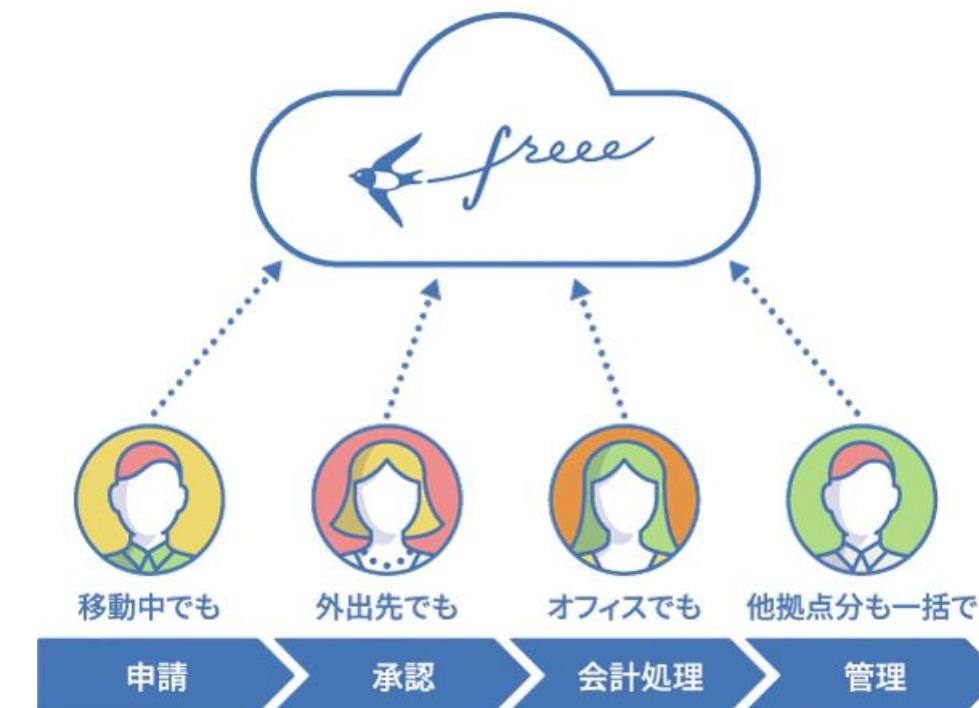 freee
移動中でも
外出先でも
オフィスでも
他拠点分も一括で
申請
承認
会計処理
管理